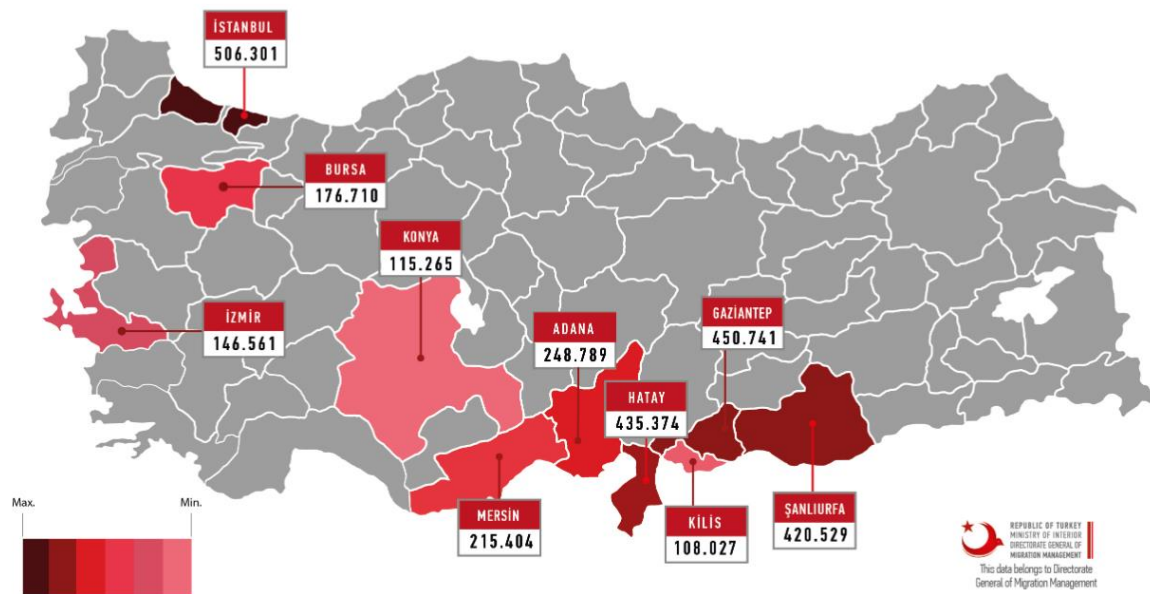 İSTANBUL
506.301
BURSA
176.710
KONYA
115.265
İZMİR
146.561
ADANA
248.789
GAZİANTEP
450.741
HATAY
435.374
MERSİN
215.404
KİLİS
108.027
ŞANLIURFA
420.529
Max.
Min.
REPUBLIC OF TURKEY
MINISTRY OF INTERIOR
DIRECTORATE GENERAL OF
MIGRATION MANAGEMENT
This data belongs to Directorate
General of Migration Management